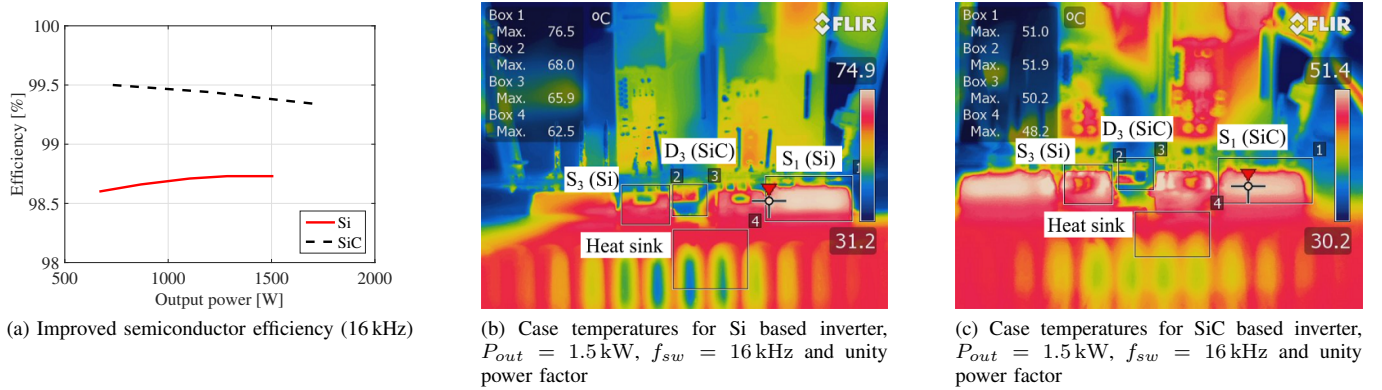 100
99.5
99
98.5
98
Efficiency [%]
Si
SiC
500
1000
1500
2000
Output power [W]
(a) Improved semiconductor efficiency (16 kHz)
Box 1
Max. 76.5
Box 2
Max. 68.0
Box 3
Max. 65.9
Box 4
Max. 62.5
ºC
FLIR
74.9
D3 (SiC)
S1 (Si)
S3 (Si)
2
3
1
4
Heat sink
31.2
(b) Case temperatures for Si based inverter,
Pout = 1.5 kW, fsw = 16 kHz and unity
power factor
Box 1
Max. 51.0
Box 2
Max. 51.9
Box 3
Max. 50.2
Box 4
Max. 48.2
ºC
FLIR
51.4
D3 (SiC)
S1 (SiC)
S3 (Si)
2
3
1
4
Heat sink
30.2
(c) Case temperatures for SiC based inverter,
Pout = 1.5 kW, fsw = 16 kHz and unity
power factor